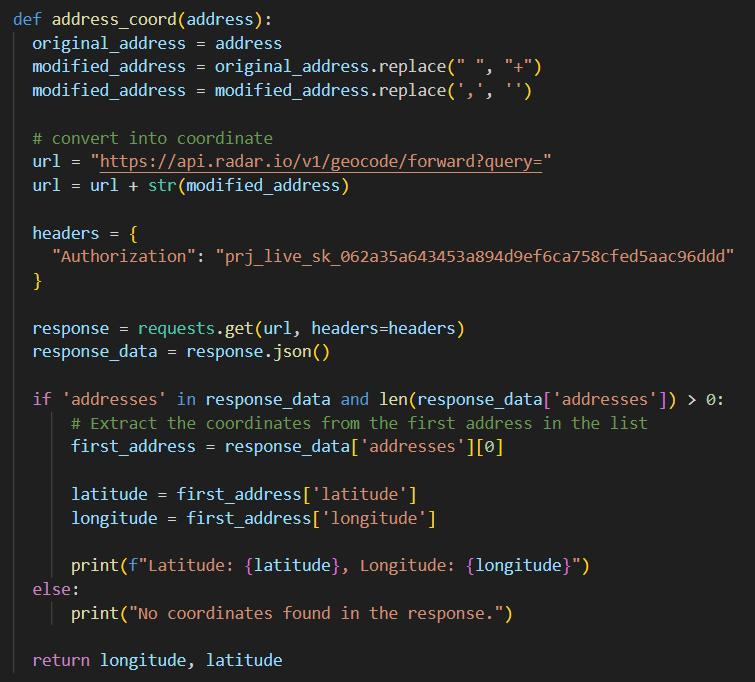 def address_coord(address):
original_address = address
modified_address = original_address.replace(" ", "+")
modified_address = modified_address.replace(',', '')
# convert into coordinate
url = "https://api.radar.io/v1/geocode/forward?query="
url = url + str(modified_address)
headers = {
"Authorization": "prj_live_sk_062a35a643453a894d9ef6ca758cfed5aac96ddd"
}
response = requests.get(url, headers=headers)
response_data = response.json()
if 'addresses' in response_data and len(response_data['addresses']) > 0:
# Extract the coordinates from the first address in the list
first_address = response_data['addresses'][0]
latitude = first_address['latitude']
longitude = first_address['longitude']
print(f"Latitude: {latitude}, Longitude: {longitude}")
else:
print("No coordinates found in the response.")
return longitude, latitude